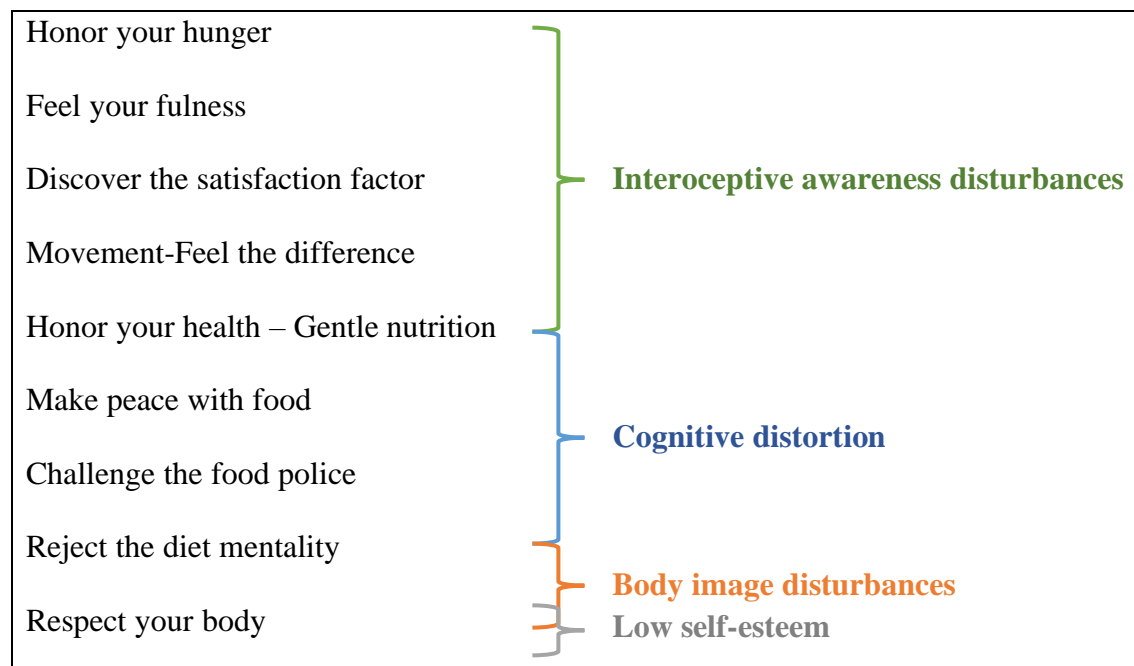 Honor your hunger
Feel your fulness
Discover the satisfaction factor
Interoceptive awareness disturbances
Movement-Feel the difference
Honor your health – Gentle nutrition
Make peace with food
Cognitive distortion
Challenge the food police
Reject the diet mentality
Body image disturbances
Respect your body
Low self-esteem